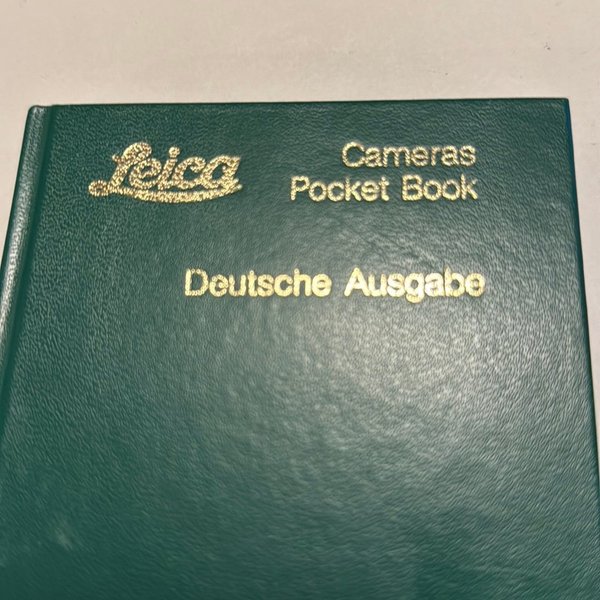 Leica
Cameras
Pocket Book
Deutsche Ausgabe